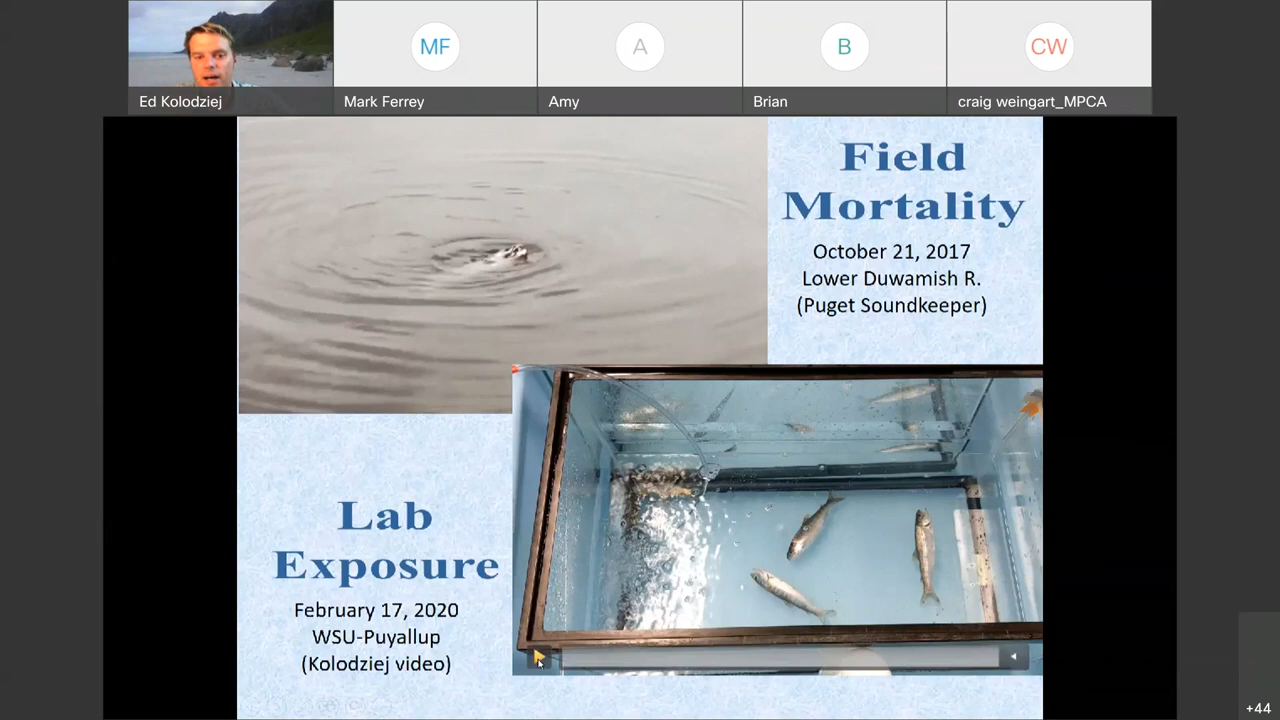 MF
A
B
CW
Ed Kolodziej
Mark Ferrey
Amy
Brian
craig weingart_MPCA
Field
Mortality
October 21, 2017
Lower Duwamish R.
(Puget Soundkeeper)
Lab
Exposure
February 17, 2020
WSU-Puyallup
(Kolodziej video)
+44